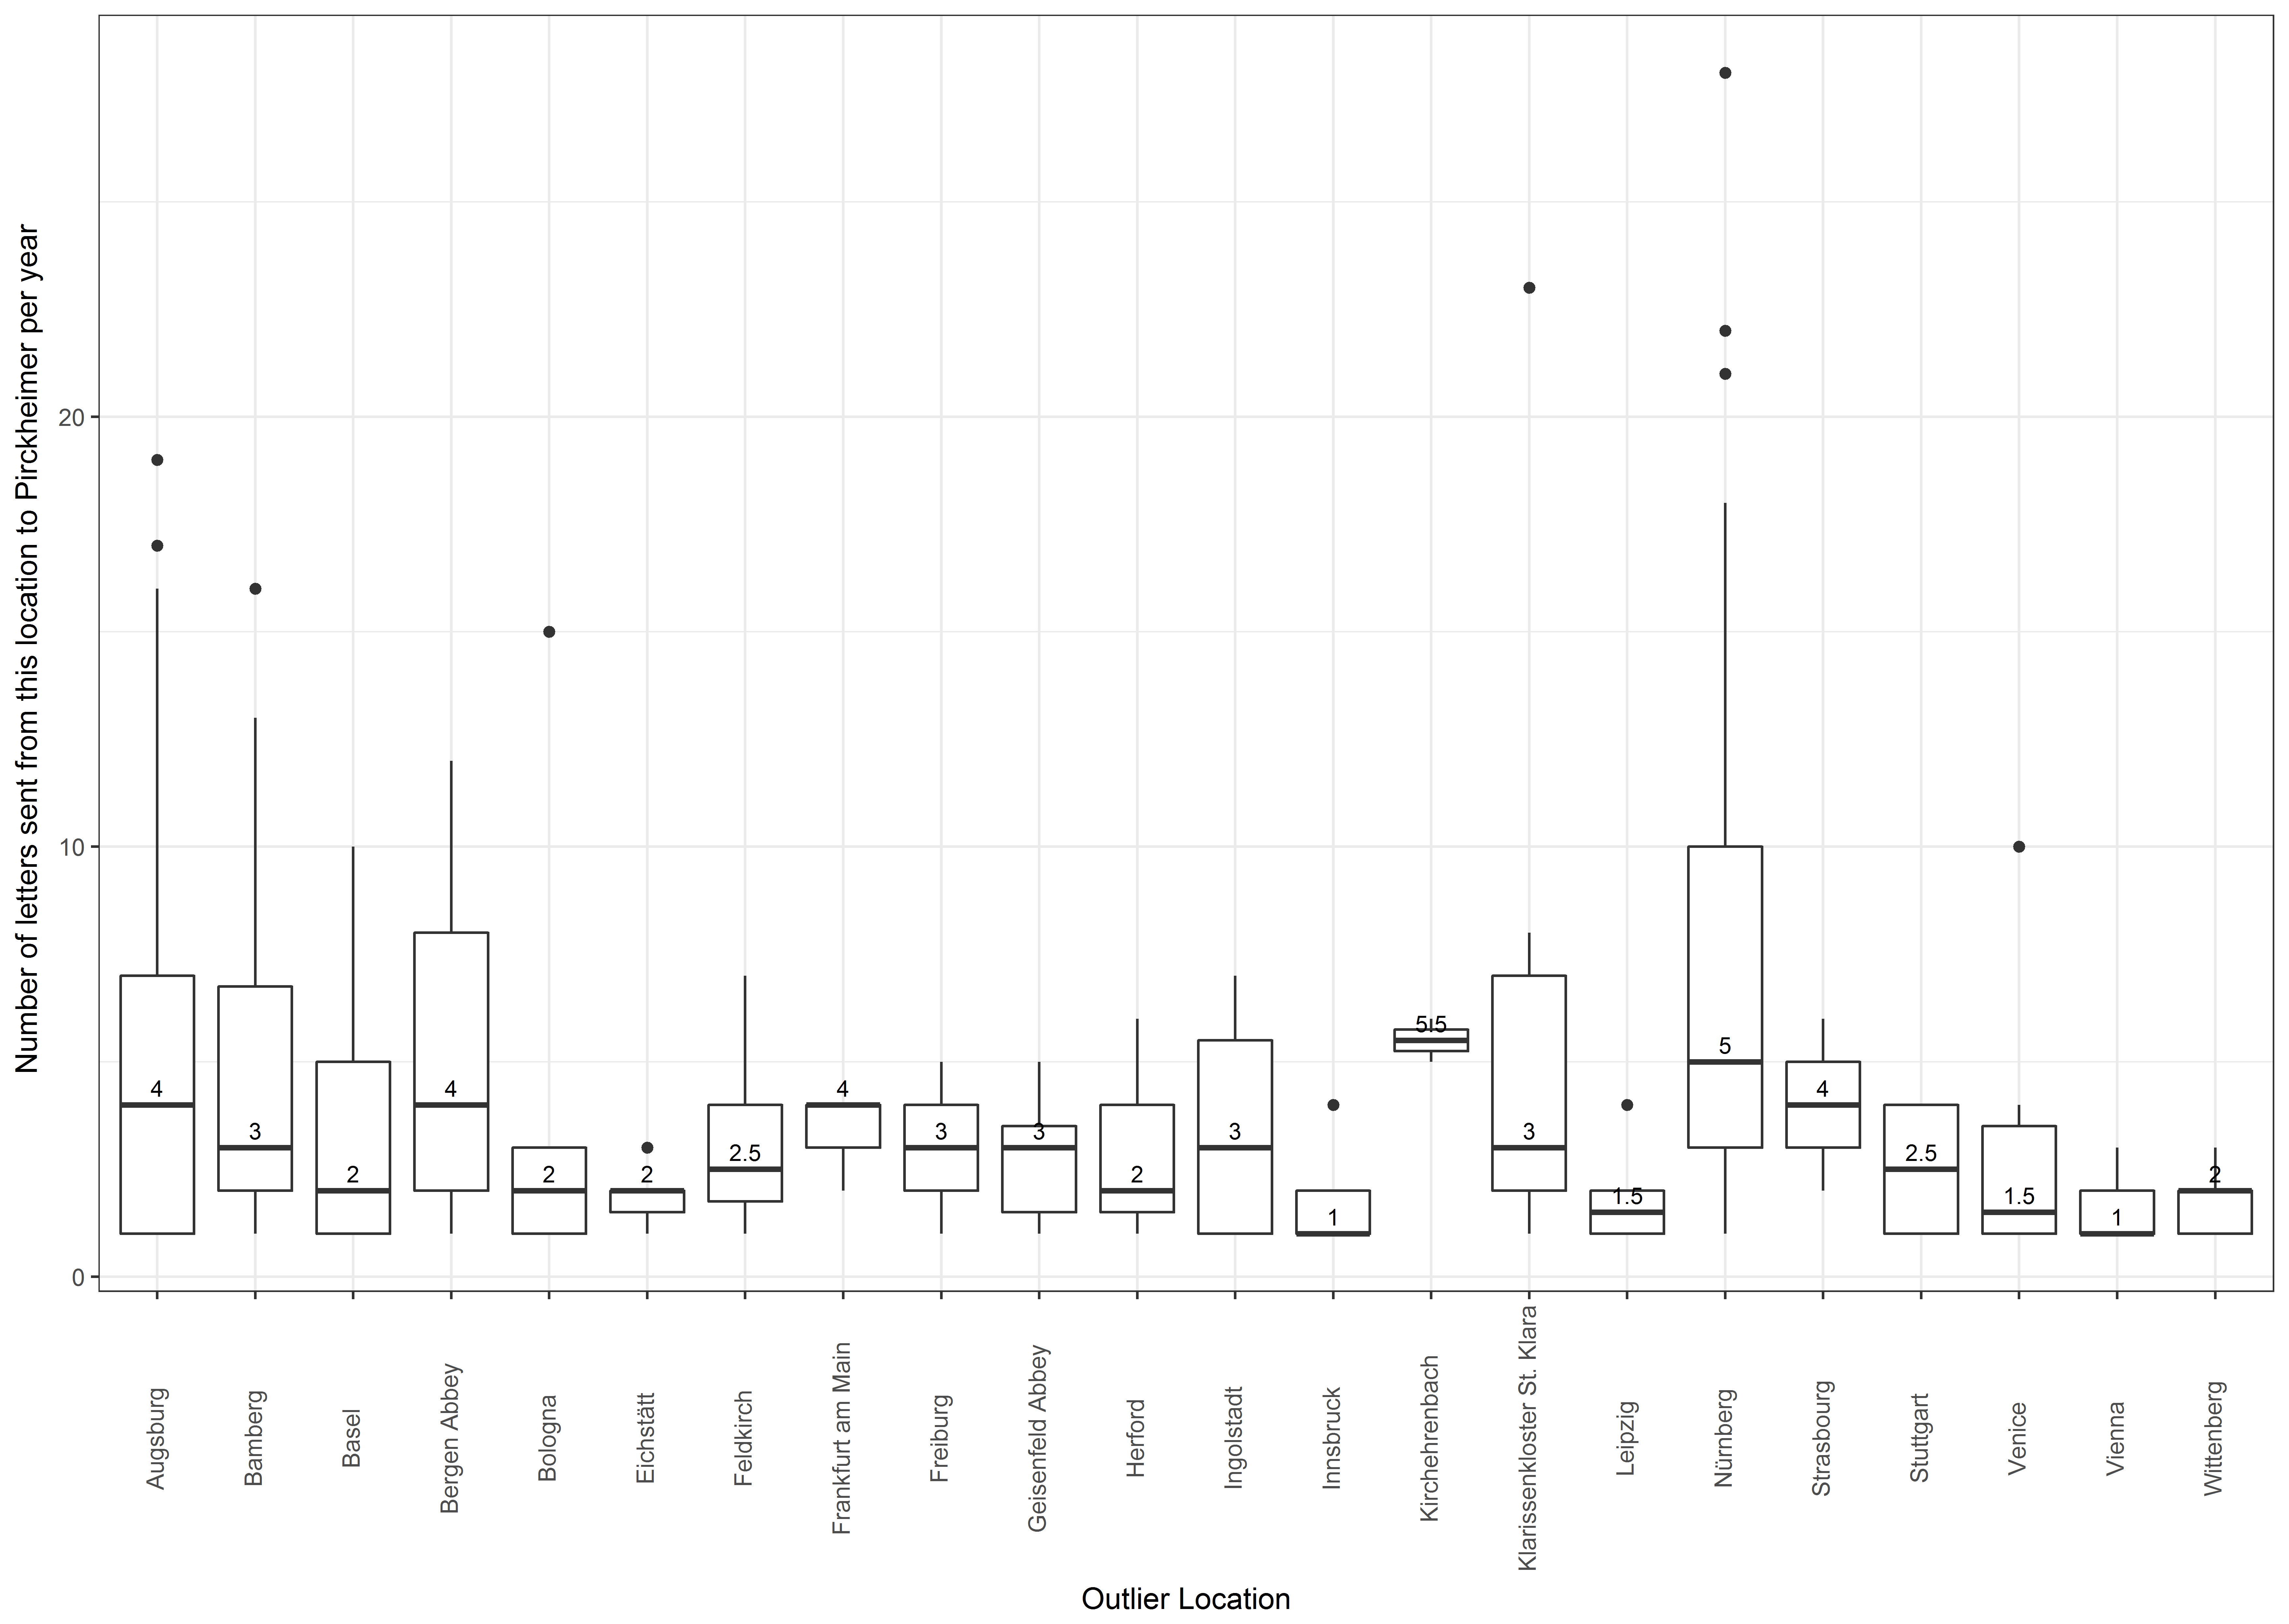 Number of letters sent from this location to Pirckheimer per year
20
10
0
4
3
2
4
2
2
2.5
4
3
3
2
3
1
5.5
3
1.5
5
4
2.5
1.5
1
2
Augsburg
Bamberg
Basel
Bergen Abbey
Bologna
Eichstätt
Feldkirch
Frankfurt am Main
Freiburg
Geisenfeld Abbey
Herford
Ingolstadt
Innsbruck
Kirchehrenbach
Klarissenkloster St. Klara
Leipzig
Nürnberg
Strasbourg
Stuttgart
Venice
Vienna
Wittenberg
Outlier Location